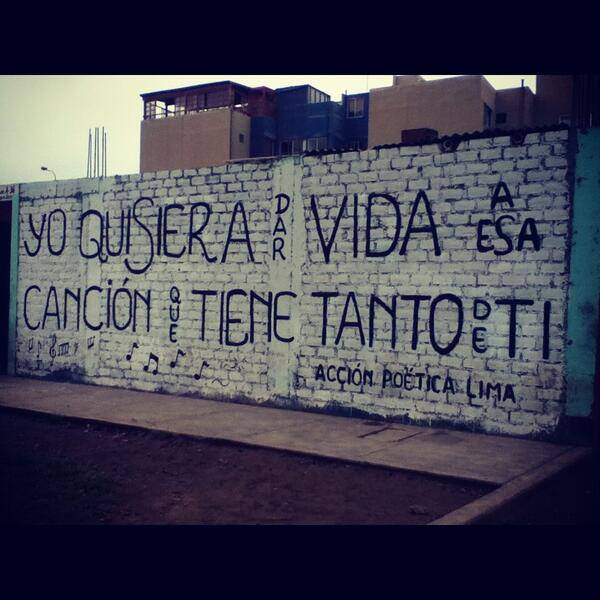 YO QUISIERA DAR VIDA A ESA
CANCIÓN QUE TIENE TANTO DE TI
ACCIÓN POÉTICA LIMA